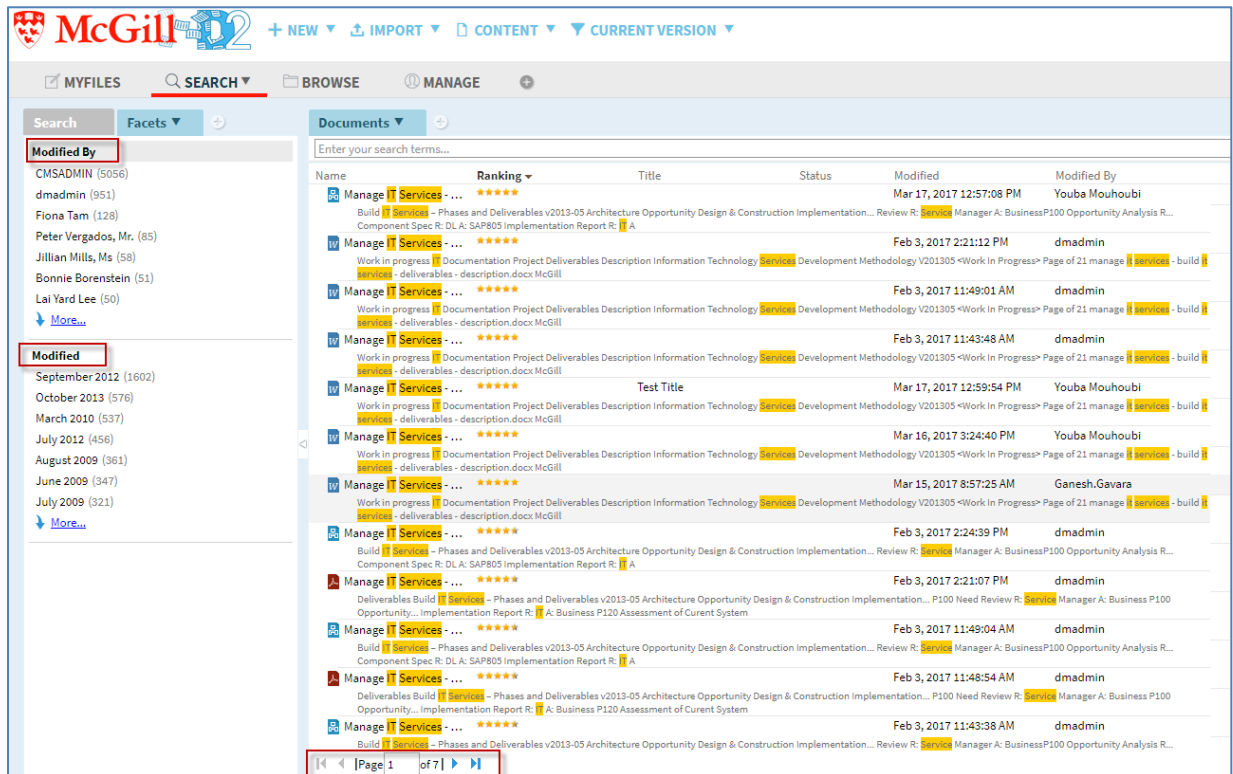 McGill D2 + NEW ▼ IMPORT ▼ CONTENT ▼ CURRENT VERSION ▼
MYFILES SEARCH ▼ BROWSE MANAGE
Search Facets ▼
Modified By
CMSADMIN (5056)
dmadmin (951)
Fiona Tam (128)
Peter Vergados, Mr. (85)
Jillian Mills, Ms (58)
Bonnie Borenstein (51)
Lai Yard Lee (50)
More...
Modified
September 2012 (1602)
October 2013 (576)
March 2010 (537)
July 2012 (456)
August 2009 (361)
June 2009 (347)
July 2009 (321)
More...
Documents ▼
Enter your search terms...
Name Ranking Title Status Modified Modified By
Manage IT Services - ... Mar 17, 2017 12:57:08 PM Youba Mouhoubi
Build IT Services – Phases and Deliverables v2013-05 Architecture Opportunity Design & Construction Implementation... Review R: Service Manager A: BusinessP100 Opportunity Analysis R...
Component Spec R: DL A: SAP805 Implementation Report R: IT A
Manage IT Services - ... Feb 3, 2017 2:21:12 PM dmadmin
Work in progress IT Documentation Project Deliverables Description Information Technology Services Development Methodology V201305 <Work In Progress> Page of 21 manage it services - build it
services - deliverables - description.docx McGill
Manage IT Services - ... Feb 3, 2017 11:49:01 AM dmadmin
Work in progress IT Documentation Project Deliverables Description Information Technology Services Development Methodology V201305 <Work In Progress> Page of 21 manage it services - build it
services - deliverables - description.docx McGill
Manage IT Services - ... Feb 3, 2017 11:43:48 AM dmadmin
Work in progress IT Documentation Project Deliverables Description Information Technology Services Development Methodology V201305 <Work In Progress> Page of 21 manage it services - build it
services - deliverables - description.docx McGill
Manage IT Services - ... Test Title Mar 17, 2017 12:59:54 PM Youba Mouhoubi
Work in progress IT Documentation Project Deliverables Description Information Technology Services Development Methodology V201305 <Work In Progress> Page of 21 manage it services - build it
services - deliverables - description.docx McGill
Manage IT Services - ... Mar 16, 2017 3:24:40 PM Youba Mouhoubi
Work in progress IT Documentation Project Deliverables Description Information Technology Services Development Methodology V201305 <Work In Progress> Page of 21 manage it services - build it
services - deliverables - description.docx McGill
Manage IT Services - ... Mar 15, 2017 8:57:25 AM Ganesh.Gavara
Work in progress IT Documentation Project Deliverables Description Information Technology Services Development Methodology V201305 <Work In Progress> Page of 21 manage it services - build it
services - deliverables - description.docx McGill
Manage IT Services - ... Feb 3, 2017 2:24:39 PM dmadmin
Build IT Services – Phases and Deliverables v2013-05 Architecture Opportunity Design & Construction Implementation... Review R: Service Manager A: BusinessP100 Opportunity Analysis R...
Component Spec R: DL A: SAP805 Implementation Report R: IT A
Manage IT Services - ... Feb 3, 2017 2:21:07 PM dmadmin
Deliverables Build IT Services – Phases and Deliverables v2013-05 Architecture Opportunity Design & Construction Implementation... P100 Need Review R: Service Manager A: Business P100
Opportunity... Implementation Report R: IT A: Business P120 Assessment of Curent System
Manage IT Services - ... Feb 3, 2017 11:49:04 AM dmadmin
Build IT Services – Phases and Deliverables v2013-05 Architecture Opportunity Design & Construction Implementation... Review R: Service Manager A: BusinessP100 Opportunity Analysis R...
Component Spec R: DL A: SAP805 Implementation Report R: IT A
Manage IT Services - ... Feb 3, 2017 11:48:54 AM dmadmin
Deliverables Build IT Services – Phases and Deliverables v2013-05 Architecture Opportunity Design & Construction Implementation... P100 Need Review R: Service Manager A: Business P100
Opportunity... Implementation Report R: IT A: Business P120 Assessment of Curent System
Manage IT Services - ... Feb 3, 2017 11:43:38 AM dmadmin
Build IT Services – Phases and Deliverables v2013-05 Architecture Opportunity Design & Construction Implementation... Review R: Service Manager A: BusinessP100 Opportunity Analysis R...
Page 1 of 7